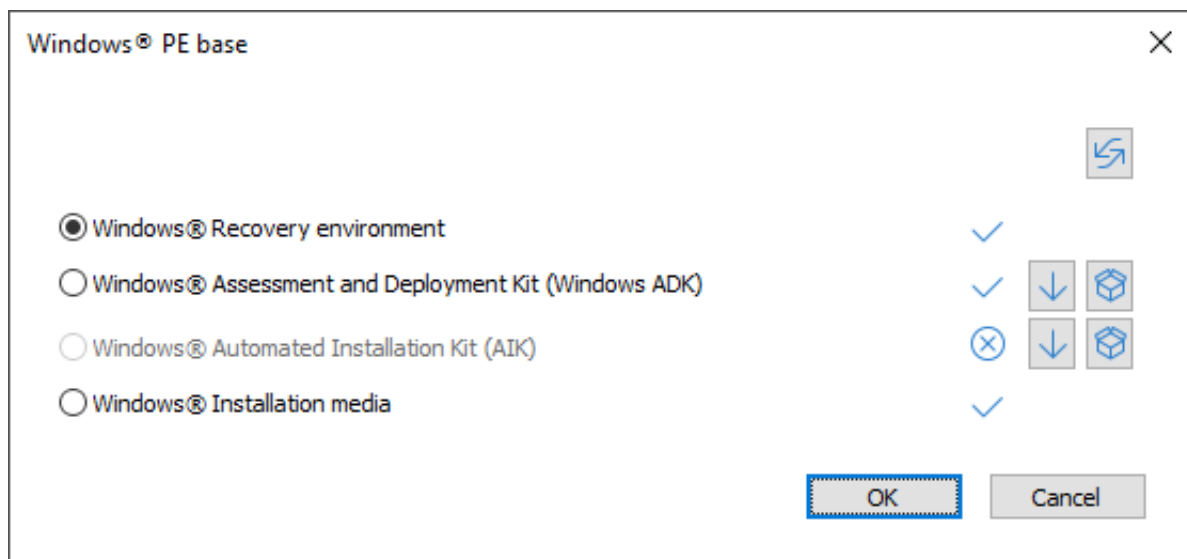 Windows® PE base
Windows® Recovery environment
Windows® Assessment and Deployment Kit (Windows ADK)
Windows® Automated Installation Kit (AIK)
Windows® Installation media
OK
Cancel